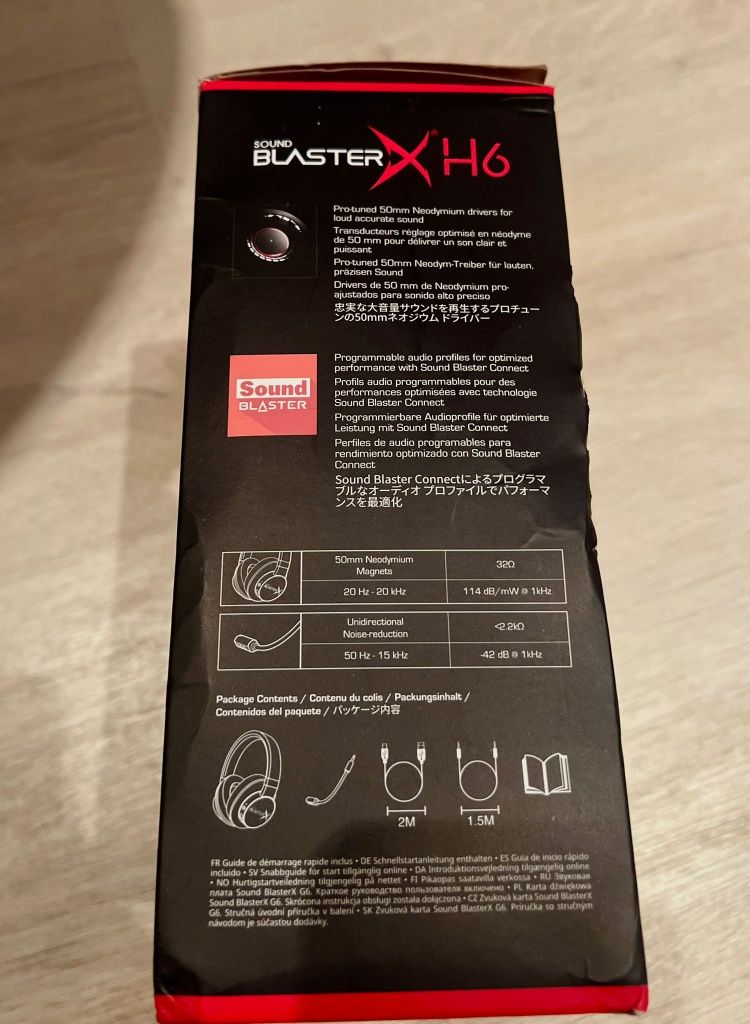 SOUND
BLASTERX® H6
Pro-tuned 50mm Neodymium drivers for
loud accurate sound
Transducteurs réglage optimisé en néodyme
de 50 mm pour délivrer un son clair et
puissant
Pro-tuned 50mm Neodym-Treiber für lauten,
präzisen Sound
Drivers de 50 mm de Neodymium pro-
ajustados para sonido alto preciso
忠実な大音量サウンドを再生するプロチュー
ンの50mmネオジウム ドライバー
Sound
BLASTER
Programmable audio profiles for optimized
performance with Sound Blaster Connect
Profils audio programmables pour des
performances optimisées avec technologie
Sound Blaster Connect
Programmierbare Audioprofile für optimierte
Leistung mit Sound Blaster Connect
Perfiles de audio programables para
rendimiento optimizado con Sound Blaster
Connect
Sound Blaster Connectによるプログラマ
ブルなオーディオ プロファイルでパフォーマ
ンスを最適化
50mm Neodymium
Magnets
32Ω
20 Hz - 20 kHz
114 dB/mW @ 1kHz
Unidirectional
Noise-reduction
<2.2kΩ
50 Hz - 15 kHz
-42 dB @ 1kHz
Package Contents / Contenu du colis / Packungsinhalt /
Contenidos del paquete / パッケージ内容
2M
1.5M
FR Guide de démarrage rapide inclus • DE Schnellstartanleitung enthalten • ES Guía de inicio rápido
incluido • SV Snabbguide för start tillgänglig online • DA Introduktionsvejledning tilgængelig online
• NO Hurtigstartveiledning tilgjengelig på nettet • FI Pikaopas saatavilla verkossa • RU Звуковая
плата Sound BlasterX G6. Краткое руководство пользователя включено • PL Karta dźwiękowa
Sound BlasterX G6. Skrócona instrukcja obsługi została dołączona • CZ Zvuková karta Sound BlasterX
G6. Stručná úvodní příručka v balení • SK Zvuková karta Sound BlasterX G6. Príručka so stručným
návodom je súčasťou dodávky.